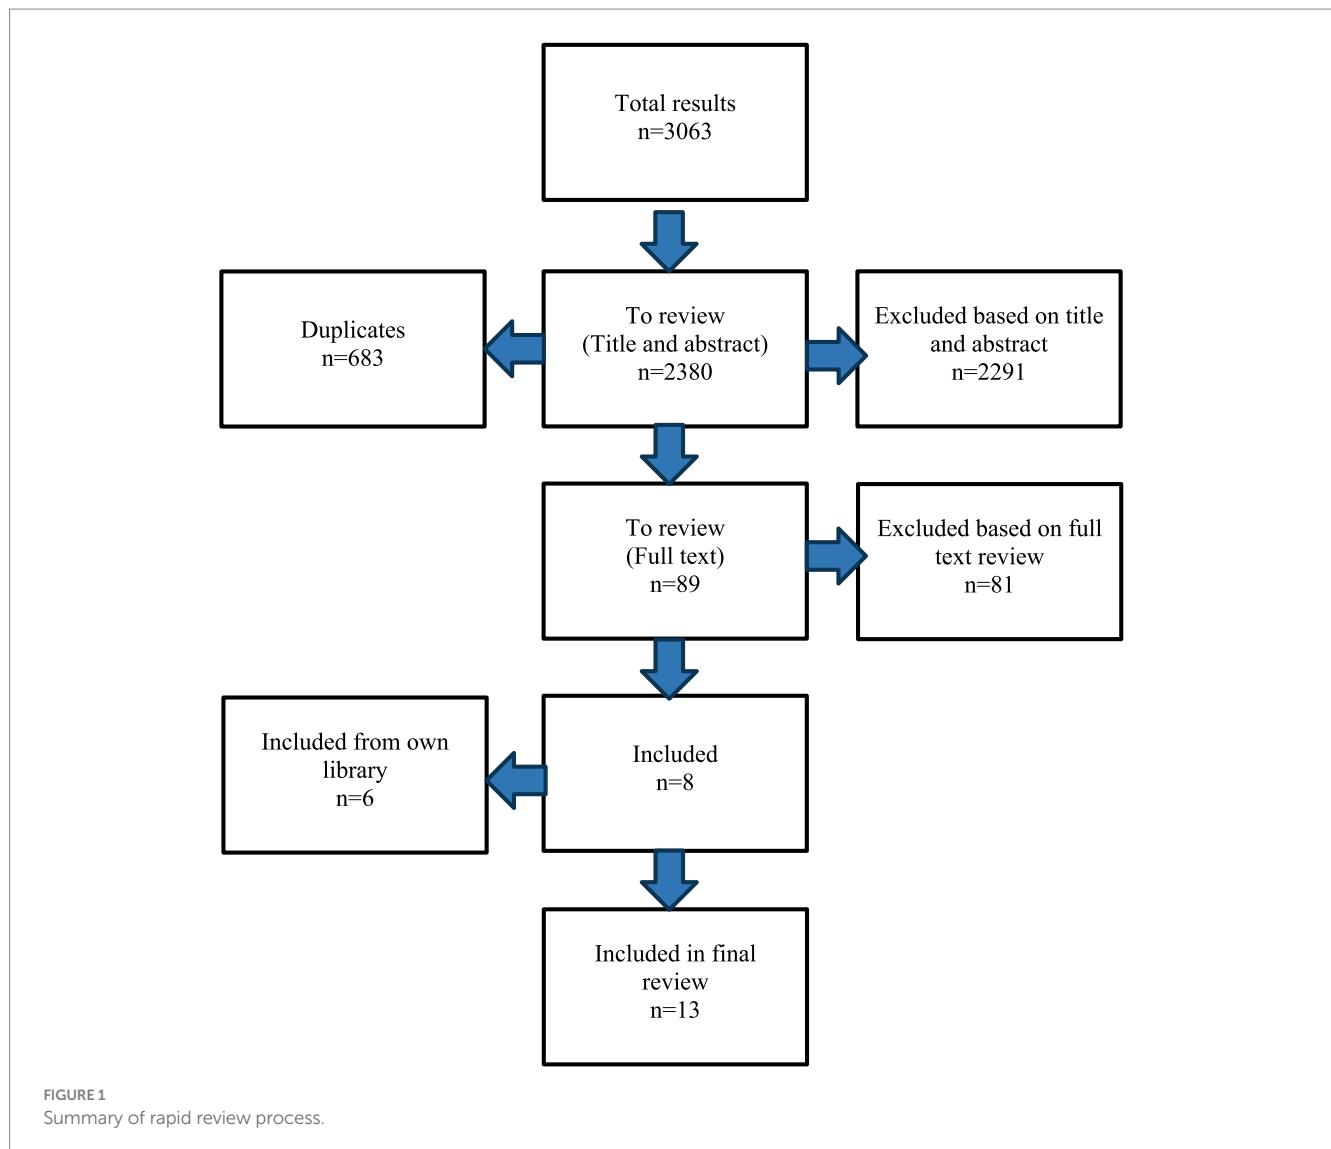 Total results
n=3063
Duplicates
n=683
To review
(Title and abstract)
n=2380
Excluded based on title
and abstract
n=2291
To review
(Full text)
n=89
Excluded based on full
text review
n=81
Included from own
library
n=6
Included
n=8
Included in final
review
n=13
FIGURE 1
Summary of rapid review process.